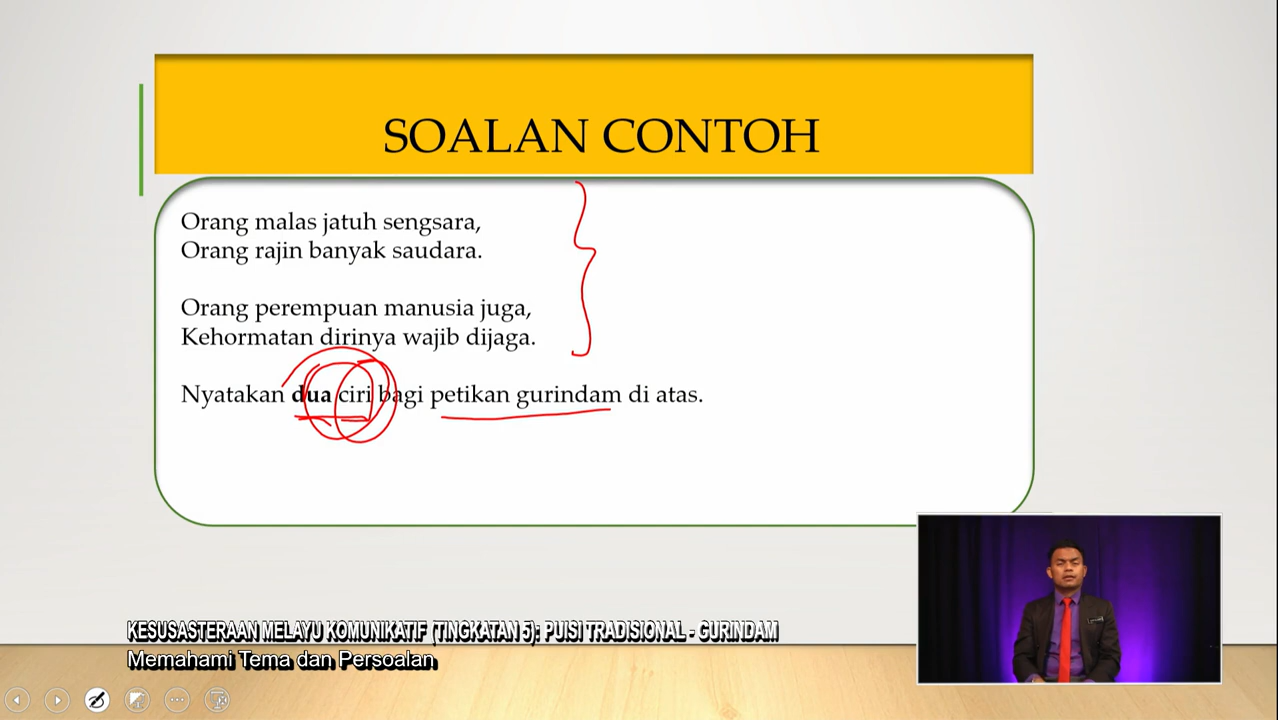 SOALAN CONTOH
Orang malas jatuh sengsara,
Orang rajin banyak saudara.
Orang perempuan manusia juga,
Kehormatan dirinya wajib dijaga.
Nyatakan dua ciri bagi petikan gurindam di atas.
KESUSASTERAAN MELAYU KOMUNIKATIF (TINGKATAN 5): PUISI TRADISIONAL - GURINDAM
Memahami Tema dan Persoalan